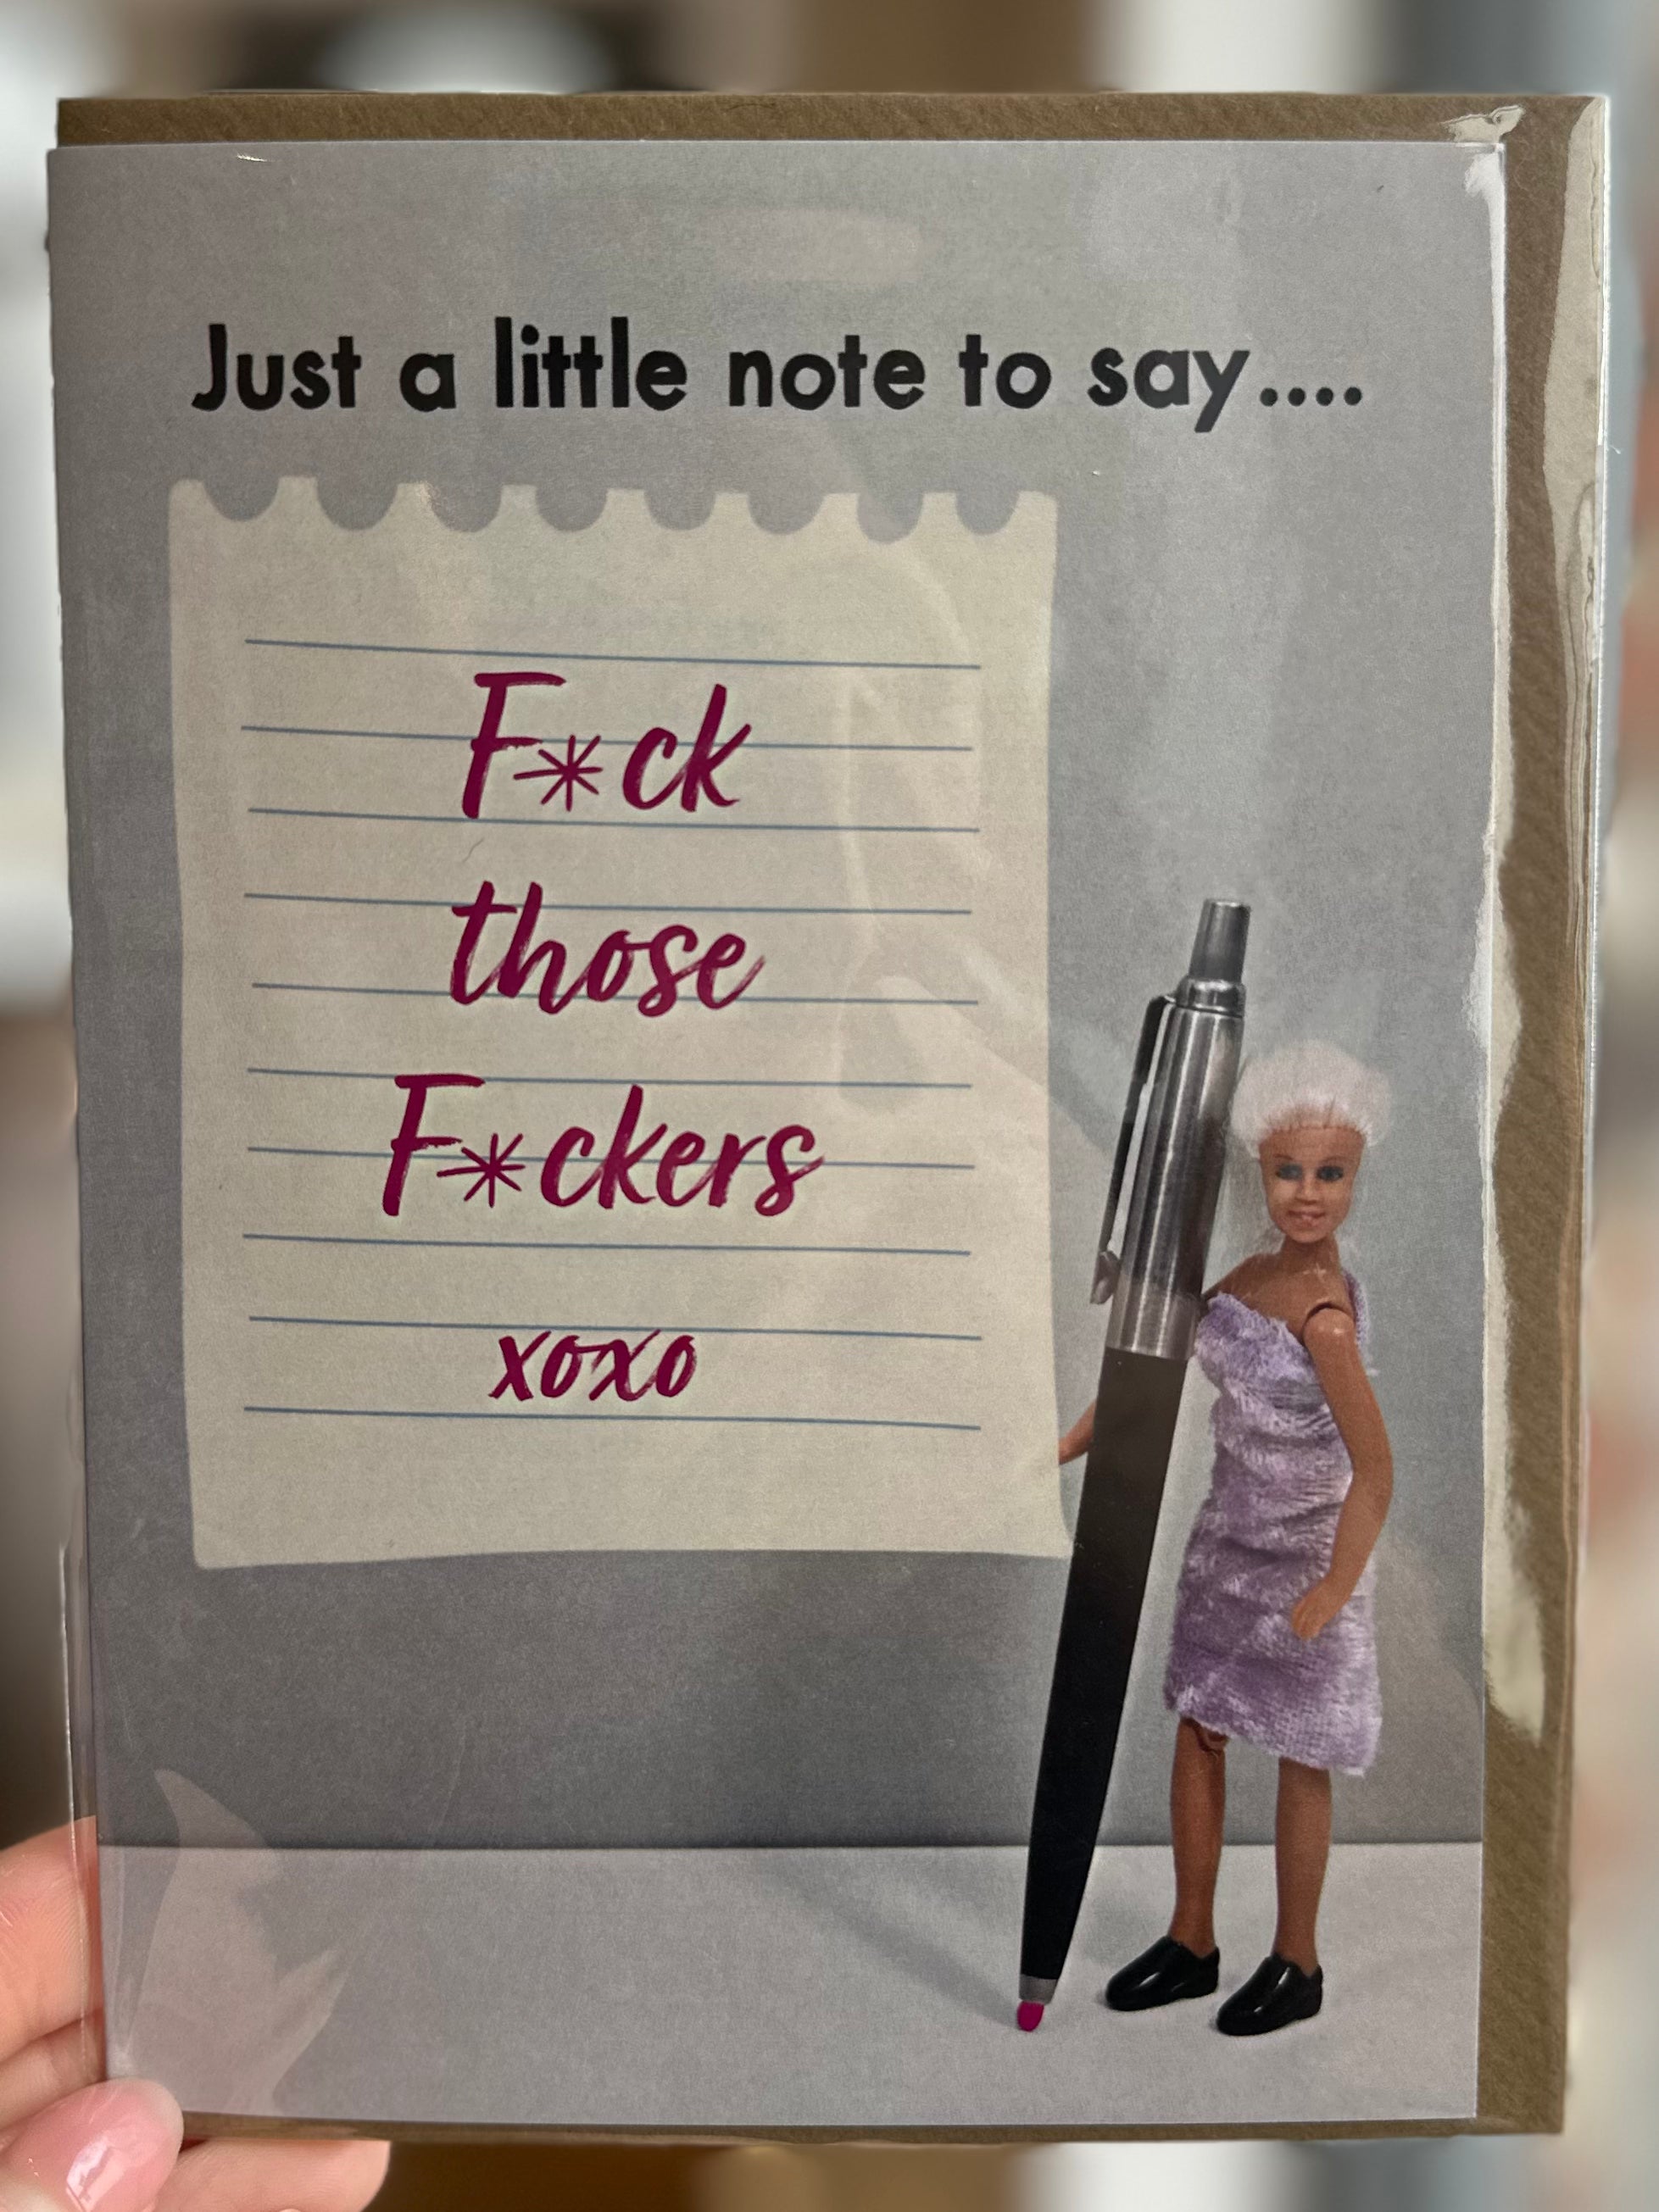 Just a little note to say....
F*ck
those
F*ckers
xoxo